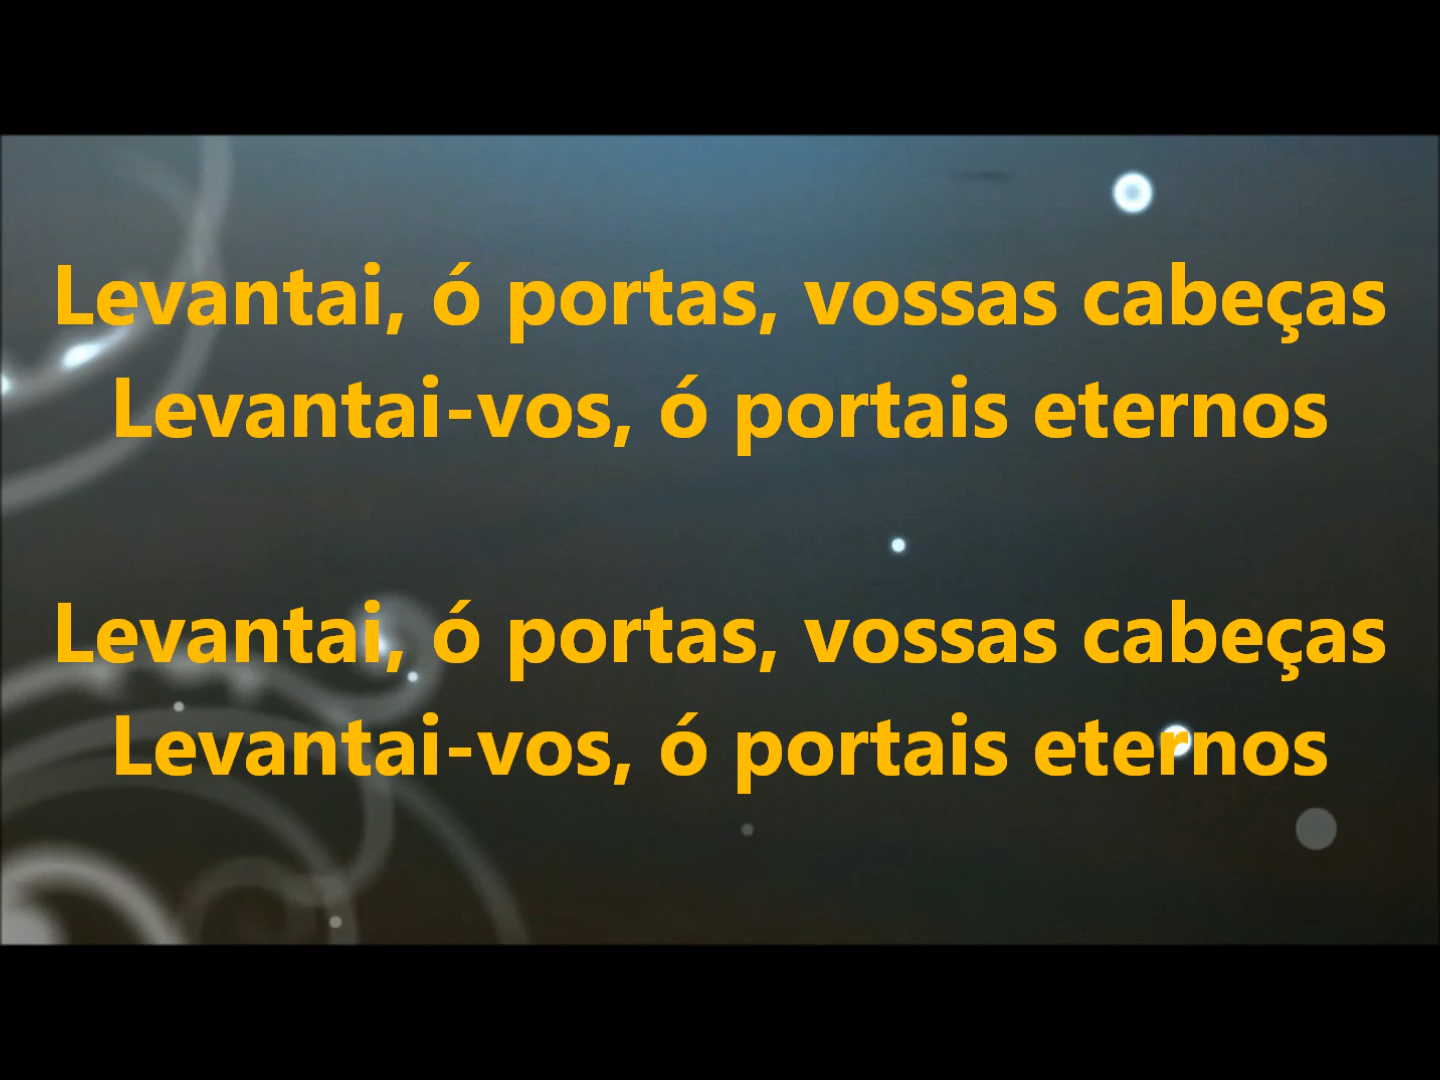 Levantai, ó portas, vossas cabeças
Levantai-vos, ó portais eternos
Levantai, ó portas, vossas cabeças
Levantai-vos, ó portais eternos